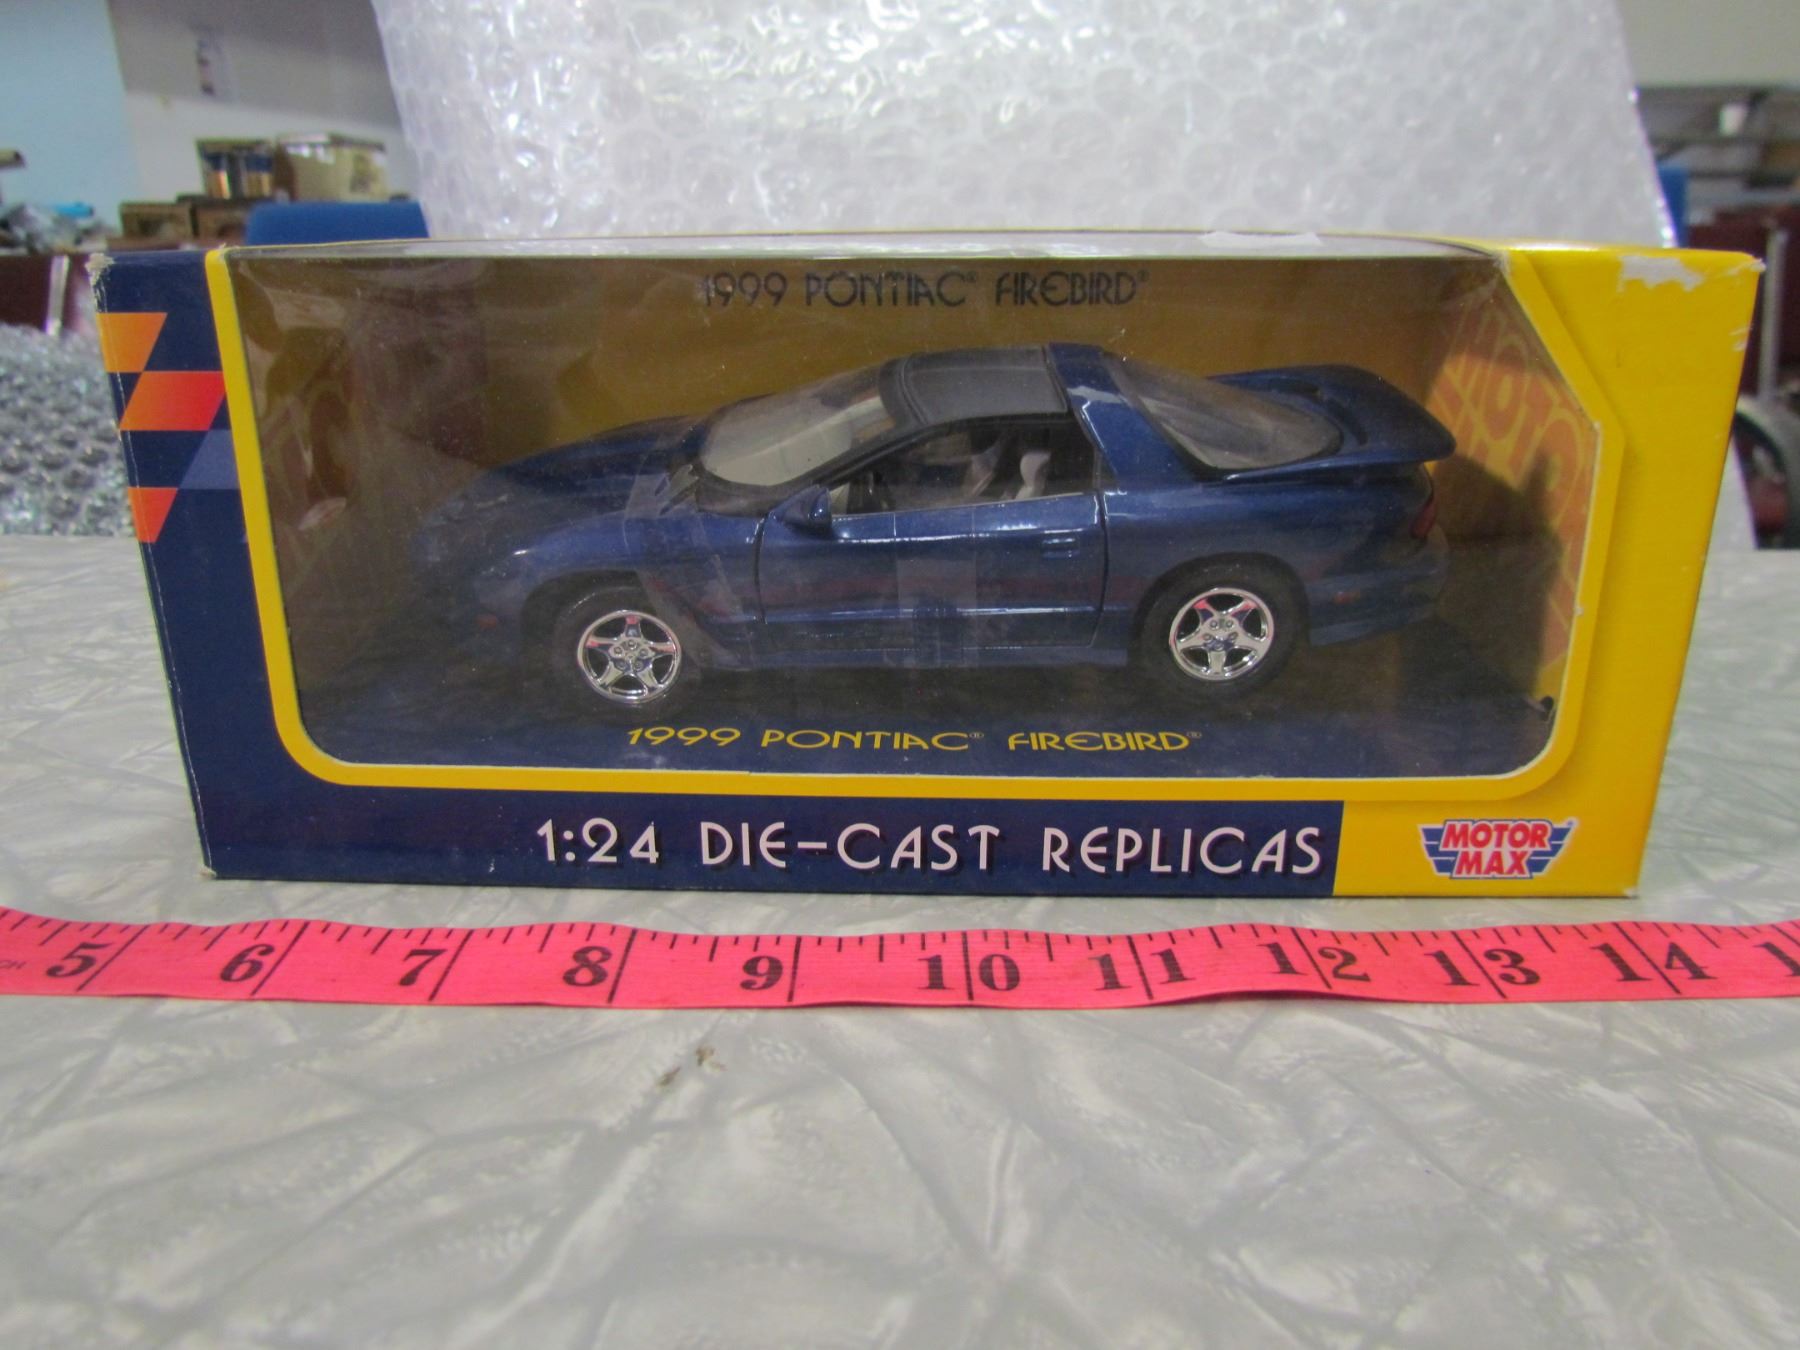 1999 PONTIAC® FIREBIRD®
1999 PONTIAC® FIREBIRD®
1:24 DIE-CAST REPLICAS
MOTOR®
MAX
5 6 7 8 9 10 11 12 13 14